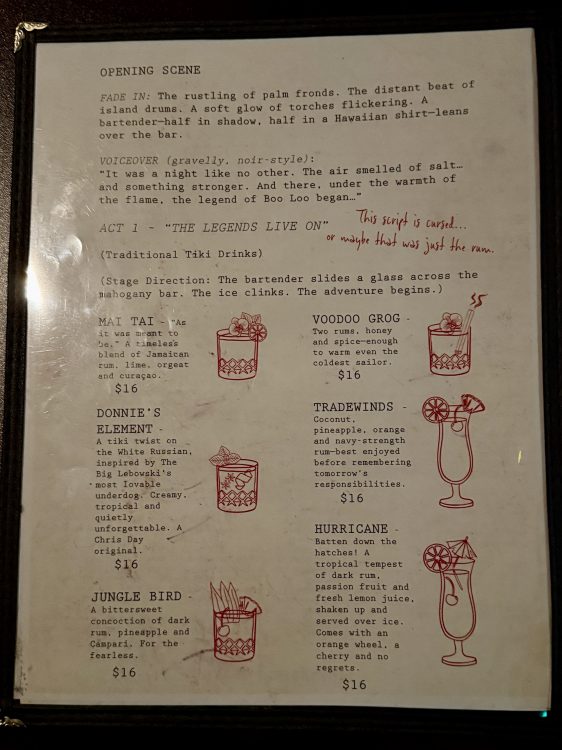 OPENING SCENE
FADE IN: The rustling of palm fronds. The distant beat of
island drums. A soft glow of torches flickering. A
bartender—half in shadow, half in a Hawaiian shirt—leans
over the bar.
VOICEOVER (gravelly, noir-style):
"It was a night like no other. The air smelled of salt…
and something stronger. And there, under the warmth of
the flame, the legend of Boo Loo began…"
ACT 1 - "THE LEGENDS LIVE ON"
This script is cursed...
or maybe that was just the rum.
(Traditional Tiki Drinks)
(Stage Direction: The bartender slides a glass across the
mahogany bar. The ice clinks. The adventure begins.)
MAI TAI - "As
it was meant to
be." A timeless
blend of Jamaican
rum, lime, orgeat
and curaçao.
$16
DONNIE'S
ELEMENT -
A tiki twist on
the White Russian,
inspired by The
Big Lebowski's
most lovable
underdog. Creamy,
tropical and
quietly
unforgettable. A
Chris Day
original.
$16
JUNGLE BIRD -
A bittersweet
concoction of dark
rum, pineapple and
Campari. For the
fearless.
$16
VOODOO GROG -
Two rums, honey
and spice—enough
to warm even the
coldest sailor.
$16
TRADEWINDS -
Coconut,
pineapple, orange
and navy-strength
rum—best enjoyed
before remembering
tomorrow's
responsibilities.
$16
HURRICANE -
Batten down the
hatches! A
tropical tempest
of dark rum,
passion fruit and
fresh lemon juice,
shaken up and
served over ice.
Comes with an
orange wheel, a
cherry and no
regrets.
$16